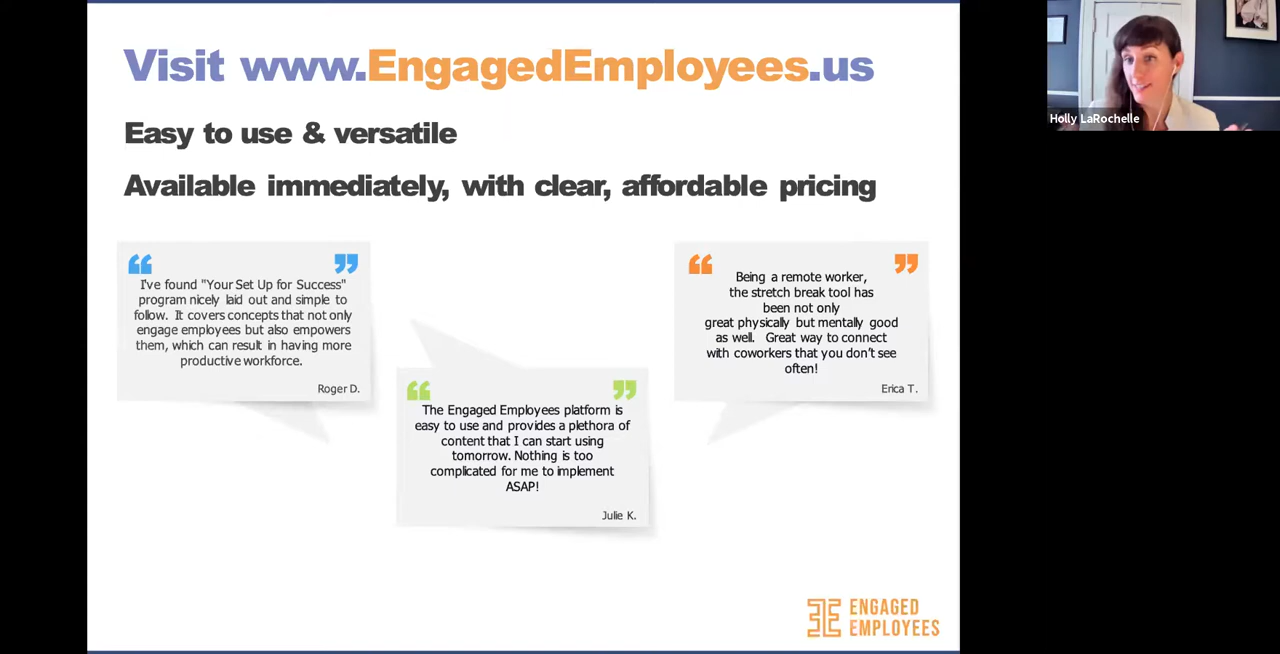 Visit www.EngagedEmployees.us
Easy to use & versatile
Available immediately, with clear, affordable pricing
I've found "Your Set Up for Success"
program nicely laid out and simple to
follow. It covers concepts that not only
engage employees but also empowers
them, which can result in having more
productive workforce.
Roger D.
The Engaged Employees platform is
easy to use and provides a plethora of
content that I can start using
tomorrow. Nothing is too
complicated for me to implement
ASAP!
Julie K.
Being a remote worker,
the stretch break tool has
been not only
great physically but mentally good
as well. Great way to connect
with coworkers that you don't see
often!
Erica T.
ENGAGED
EMPLOYEES
Holly LaRochelle